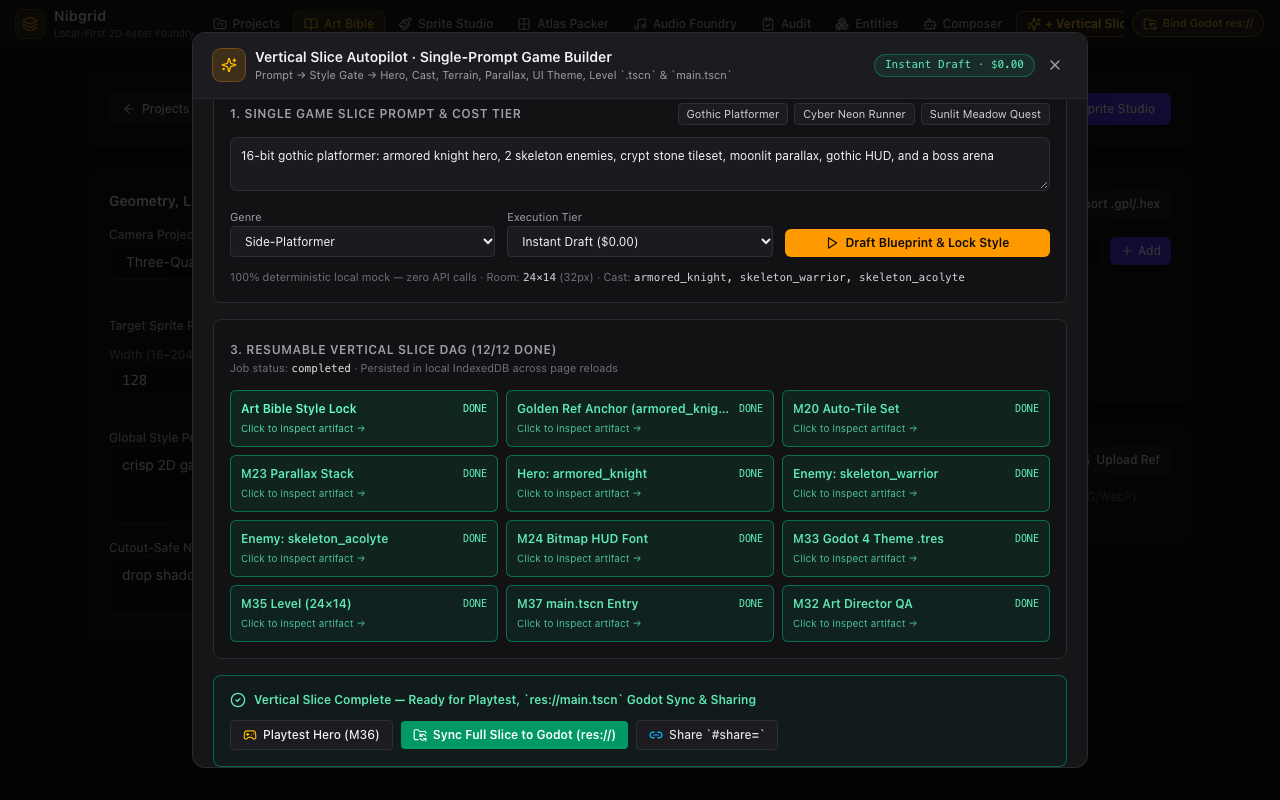 Nibgrid
Local-First 2D Asset Foundry
Projects
Art Bible
Sprite Studio
Atlas Packer
Audio Foundry
Audit
Entities
Composer
+ Vertical Slic
Bind Godot res://
Vertical Slice Autopilot · Single-Prompt Game Builder
Prompt → Style Gate → Hero, Cast, Terrain, Parallax, UI Theme, Level `.tscn` & `main.tscn`
Instant Draft · $0.00
← Projects
prite Studio
1. SINGLE GAME SLICE PROMPT & COST TIER
Gothic Platformer
Cyber Neon Runner
Sunlit Meadow Quest
16-bit gothic platformer: armored knight hero, 2 skeleton enemies, crypt stone tileset, moonlit parallax, gothic HUD, and a boss arena
Geometry, L
port .gpl/.hex
Genre
Execution Tier
Camera Projec
Side-Platformer
Instant Draft ($0.00)
Draft Blueprint & Lock Style
Three-Qua
+ Add
100% deterministic local mock — zero API calls · Room: 24×14 (32px) · Cast: armored_knight, skeleton_warrior, skeleton_acolyte
Target Sprite R
Width (16–204
128
3. RESUMABLE VERTICAL SLICE DAG (12/12 DONE)
Job status: completed · Persisted in local IndexedDB across page reloads
Art Bible Style Lock DONE
Click to inspect artifact →
Golden Ref Anchor (armored_knig... DONE
Click to inspect artifact →
M20 Auto-Tile Set DONE
Click to inspect artifact →
Global Style Pr
crisp 2D ga
Upload Ref
G/WebP).
M23 Parallax Stack DONE
Click to inspect artifact →
Hero: armored_knight DONE
Click to inspect artifact →
Enemy: skeleton_warrior DONE
Click to inspect artifact →
Cutout-Safe N
drop shado
Enemy: skeleton_acolyte DONE
Click to inspect artifact →
M24 Bitmap HUD Font DONE
Click to inspect artifact →
M33 Godot 4 Theme .tres DONE
Click to inspect artifact →
M35 Level (24×14) DONE
Click to inspect artifact →
M37 main.tscn Entry DONE
Click to inspect artifact →
M32 Art Director QA DONE
Click to inspect artifact →
Vertical Slice Complete — Ready for Playtest, `res://main.tscn` Godot Sync & Sharing
Playtest Hero (M36)
Sync Full Slice to Godot (res://)
Share `#share=`